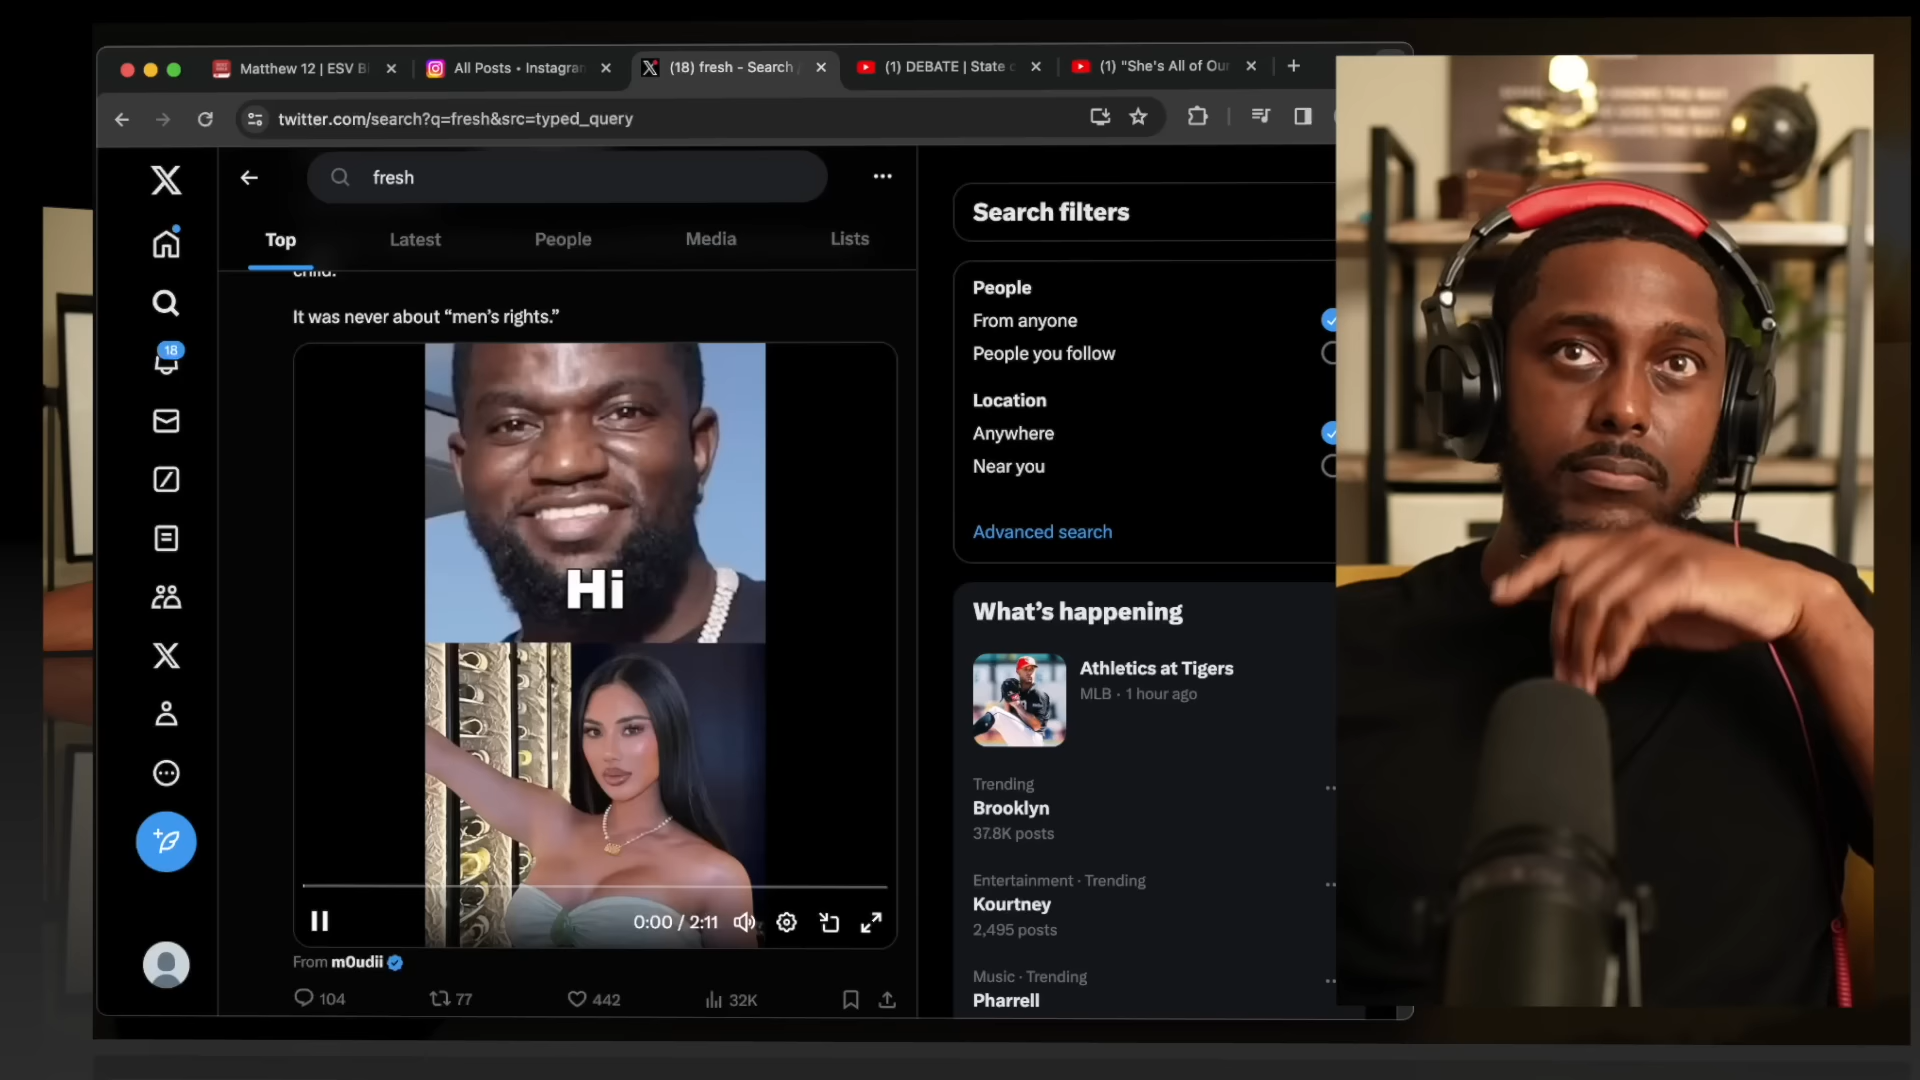 Matthew 12 | ESV Bi
All Posts • Instagram
(18) fresh - Search
(1) DEBATE | State
(1) "She's All of Our
twitter.com/search?q=fresh&src=typed_query
fresh
Top
Latest
People
Media
Lists
child.
It was never about “men’s rights.”
18
Hi
0:00 / 2:11
From m0udii
104
77
442
32K
Search filters
People
From anyone
People you follow
Location
Anywhere
Near you
Advanced search
What’s happening
Athletics at Tigers
MLB · 1 hour ago
Trending
Brooklyn
37.8K posts
Entertainment · Trending
Kourtney
2,495 posts
Music · Trending
Pharrell